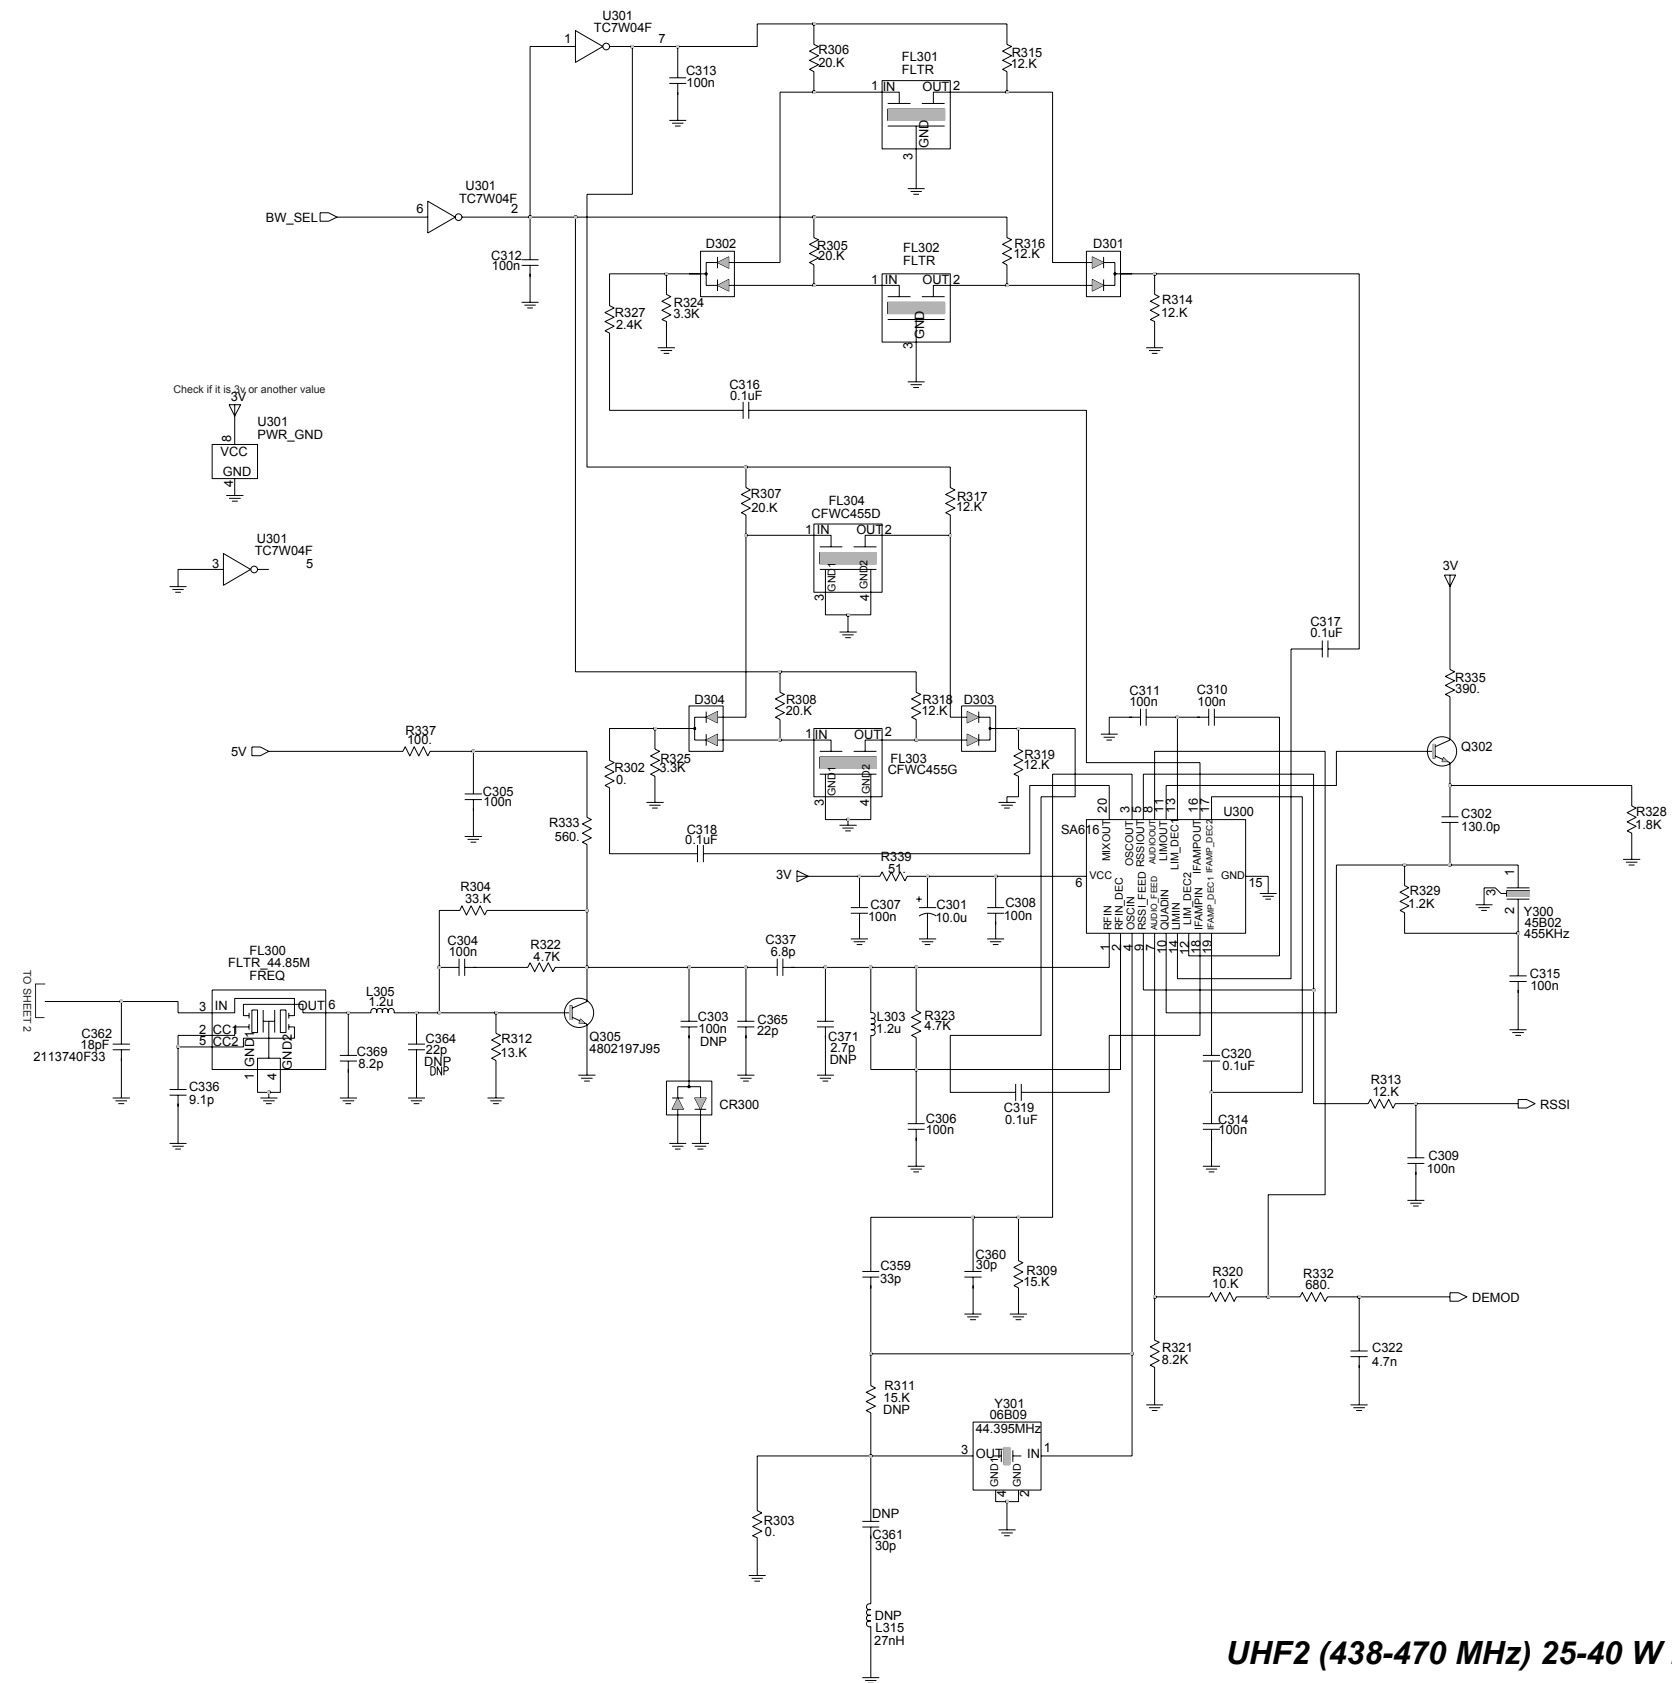 U301
TC7W04F
1
7
C313
100n
R306
20.K
FL301
FLTR
R315
12.K
1
IN
OUT
2
GND
3
U301
TC7W04F
BW_SEL
6
2
C312
100n
D302
R305
20.K
FL302
FLTR
R316
12.K
D301
1
IN
OUT
2
GND
3
R327
2.4K
R324
3.3K
R314
12.K
C316
0.1uF
Check if it is 3v or another value
3V
8
U301
PWR_GND
VCC
GND
4
R307
20.K
FL304
CFWC455D
R317
12.K
1
IN
OUT
2
GND1
GND2
3
4
U301
TC7W04F
3
5
3V
C317
0.1uF
R335
390.
Q302
D304
R308
20.K
R318
12.K
D303
C311
100n
C310
100n
5V
R337
100.
1
IN
OUT
2
FL303
CFWC455G
GND1
GND2
3
4
R302
0.
R325
3.3K
R319
12.K
C305
100n
R333
560.
C318
0.1uF
20
3
5
8
11
13
16
17
U300
SA616
MIXOUT
OSCOUT
RSSIOUT
AUDIOOUT
LIMOUT
LIM_DEC1
IFAMPOUT
IFAMP_DEC2
C302
130.0p
R328
1.8K
3V
R339
51.
6
VCC
GND
15
RFIN
RFIN_DEC
OSCIN
RSSI_FEED
AUDIO_FEED
QUADIN
LIMIN
LIM_DEC2
IFAMPIN
IFAMP_DEC1
1
2
4
9
7
10
14
12
18
19
C307
100n
+
C301
10.0u
C308
100n
R329
1.2K
1
3
2
Y300
45B02
455KHz
R304
33.K
C304
100n
R322
4.7K
C337
6.8p
C315
100n
TO SHEET 2
FL300
FLTR_44.85M
FREQ
3
IN
OUT
6
2
CC1
5
CC2
GND1
GND2
1
4
L305
1.2u
C362
18pF
2113740F33
C336
9.1p
C369
8.2p
C364
22p
DNP
DNP
R312
13.K
Q305
4802197J95
C303
100n
DNP
C365
22p
C371
2.7p
DNP
L303
1.2u
R323
4.7K
CR300
C306
100n
C319
0.1uF
C320
0.1uF
C314
100n
R313
12.K
RSSI
C309
100n
C359
33p
C360
30p
R309
15.K
R320
10.K
R332
680.
DEMOD
R321
8.2K
C322
4.7n
R311
15.K
DNP
Y301
06B09
44.395MHz
3
OUT
IN
1
GND1
GND
4
2
R303
0.
DNP
C361
30p
DNP
L315
27nH
UHF2 (438-470 MHz) 25-40 W